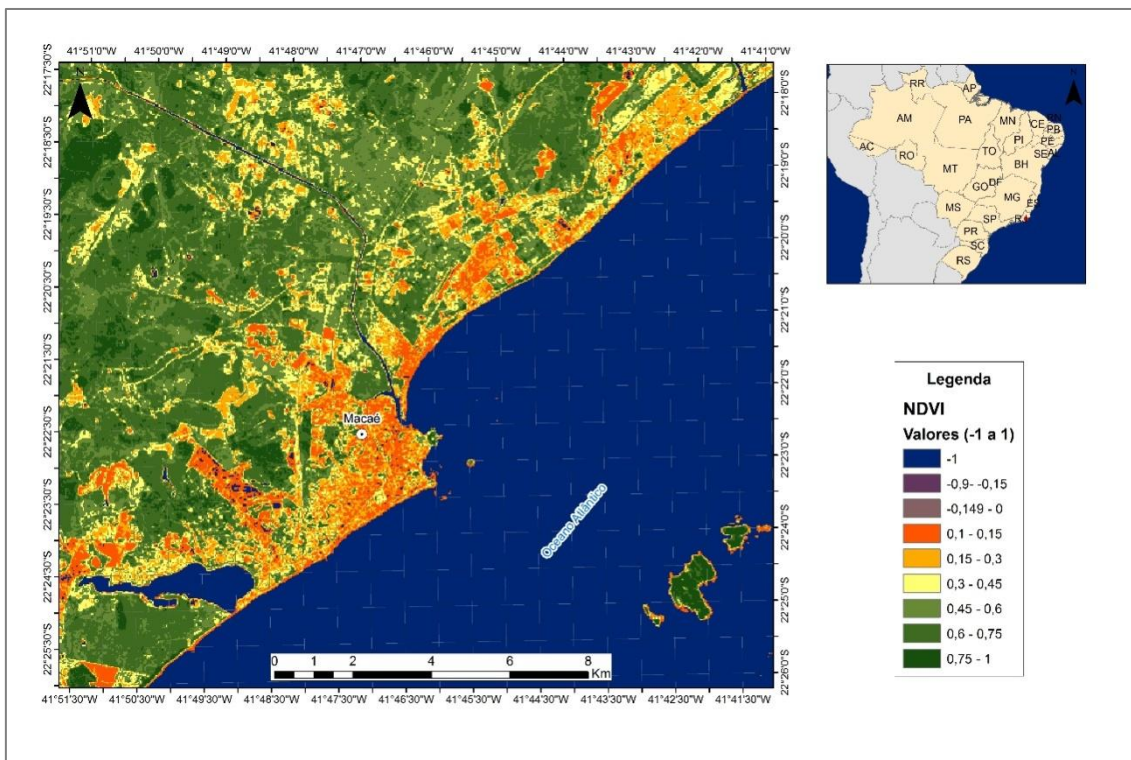 41°51'0"W 41°50'0"W 41°49'0"W 41°48'0"W 41°47'0"W 41°46'0"W 41°45'0"W 41°44'0"W 41°43'0"W 41°42'0"W 41°41'0"W
22°17'30"S
22°18'30"S
22°19'30"S
22°20'30"S
22°21'30"S
22°22'30"S
22°23'30"S
22°24'30"S
22°25'30"S
N
Macaé
Oceano Atlântico
0 1 2 4 6 8
Km
22°18'0"S
22°19'0"S
22°20'0"S
22°21'0"S
22°22'0"S
22°23'0"S
22°24'0"S
22°25'0"S
22°26'0"S
41°51'30"W 41°50'30"W 41°49'30"W 41°48'30"W 41°47'30"W 41°46'30"W 41°45'30"W 41°44'30"W 41°43'30"W 41°42'30"W 41°41'30"W
N
RR AP
AM PA MN CE RN
PB
PI PE
AC RO TO SE AL
MT BH
GO DF
MS MG ES
SP
PR
SC
RS
Legenda
NDVI
Valores (-1 a 1)
-1
-0,9- -0,15
-0,149 - 0
0,1 - 0,15
0,15 - 0,3
0,3 - 0,45
0,45 - 0,6
0,6 - 0,75
0,75 - 1